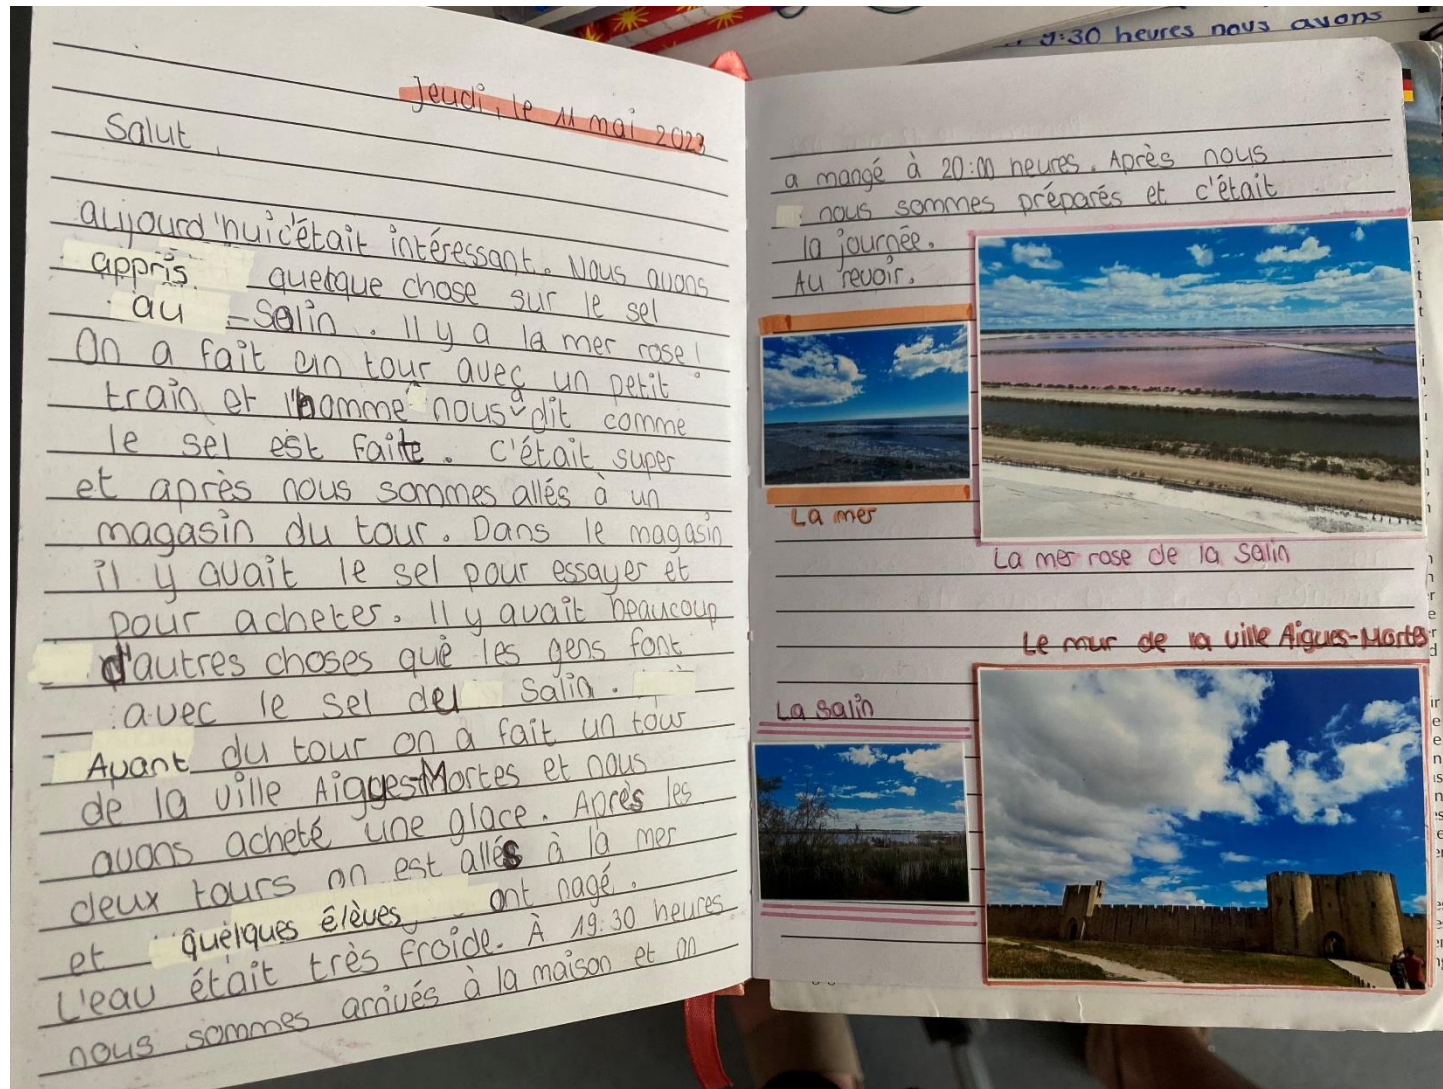 9:30 heures nous avons
Jeudi, le 11 mai 2023
Salut,
aujourd'hui c'était intéressant. Nous avons
appris quelque chose sur le sel
au Salin. Il y a la mer rose!
On a fait un tour avec un petit
train et l'homme nous a dit comme
le sel est faite. C'était super
et après nous sommes allés à un
magasin du tour. Dans le magasin
il y avait le sel pour essayer et
pour acheter. Il y avait beaucoup
d'autres choses que les gens font
avec le sel del Salin.
Avant du tour on a fait un tour
de la ville Aigues-Mortes et nous
avons acheté une glace. Après les
deux tours on est allés à la mer
et quelques élèves ont nagé.
L'eau était très froide. À 19:30 heures
nous sommes arrivés à la maison et on
a mangé à 20:00 heures. Après nous
nous sommes préparés et c'était
la journée.
Au revoir.
La mer
La mer rose de la Salin
Le mur de la ville Aigues-Mortes
La Salin